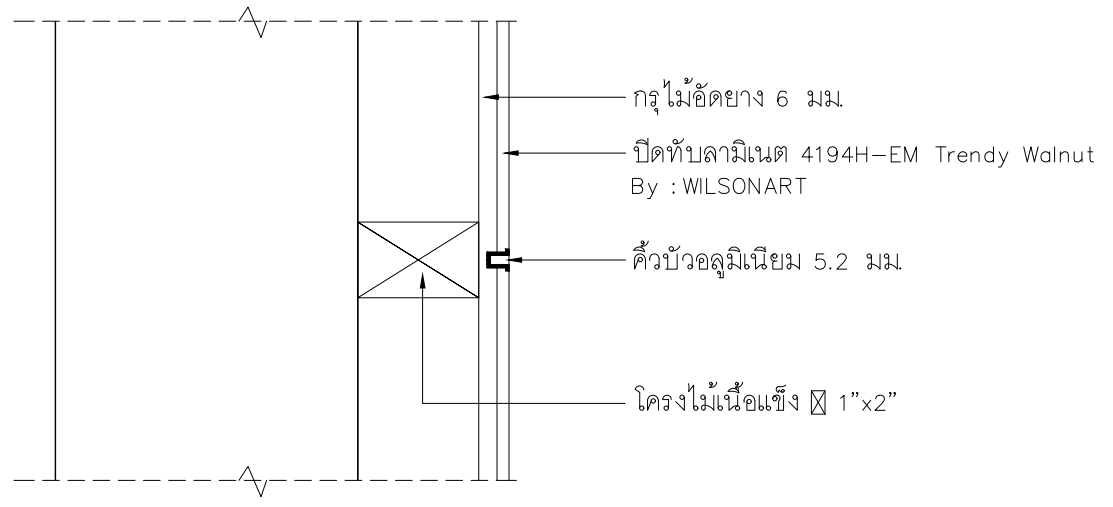 กรุไม้อัดยาง 6 มม.
ปิดทับลามิเนต 4194H-EM Trendy Walnut
By : WILSONART
คิ้วบัวอลูมิเนียม 5.2 มม.
โครงไม้เนื้อแข็ง ☒ 1”x2”